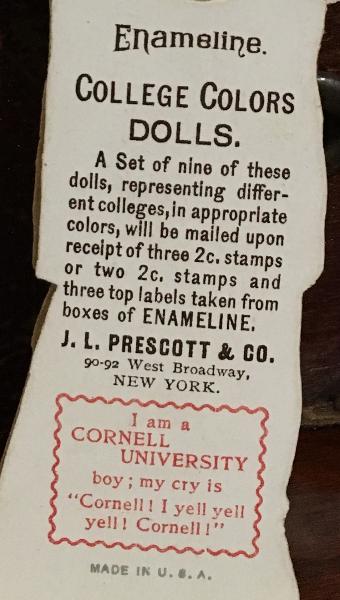 Enameline.
COLLEGE COLORS
DOLLS.
A Set of nine of these
dolls, representing differ-
ent colleges, in appropriate
colors, will be mailed upon
receipt of three 2c. stamps
or two 2c. stamps and
three top labels taken from
boxes of ENAMELINE.
J. L. PRESCOTT & CO.
90-92 West Broadway,
NEW YORK.
I am a
CORNELL
UNIVERSITY
boy; my cry is
"Cornell! I yell yell
yell! Cornell!"
MADE IN U.S.A.